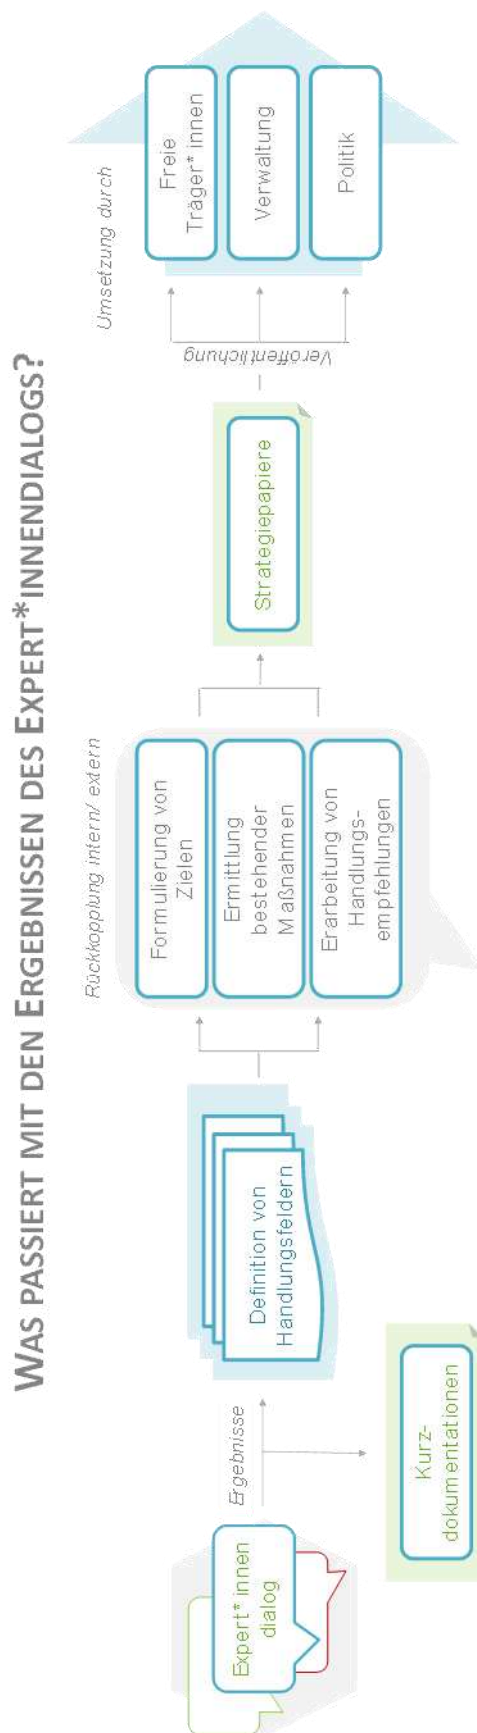 WAS PASSIERT MIT DEN ERGEBNISSEN DES EXPERT*INNENDIALOGS?
Expert*innen
dialog
Ergebnisse
Kurz-
dokumentationen
Definition von
Handlungsfeldern
Rückkopplung intern/ extern
Formulierung von
Zielen
Ermittlung
bestehender
Maßnahmen
Erarbeitung von
Handlungs-
empfehlungen
Strategiepapiere
Veröffentlichung
Umsetzung durch
Freie
Träger*innen
Verwaltung
Politik